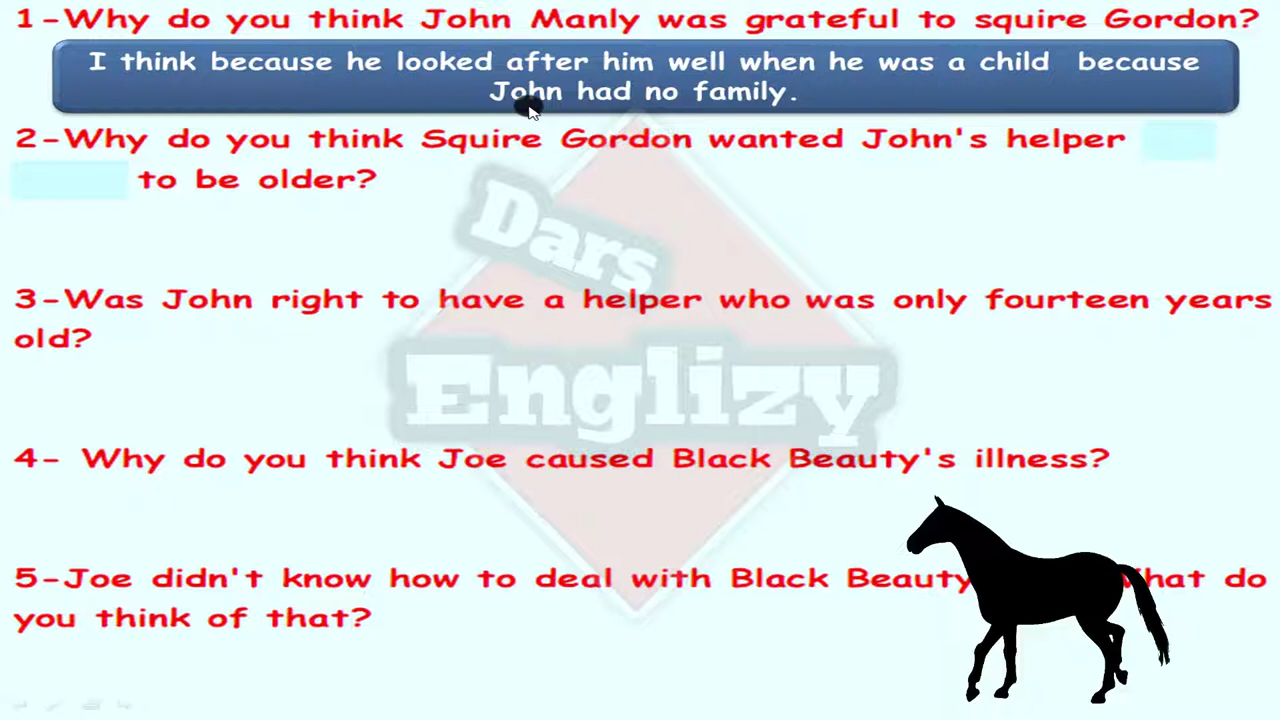 1-Why do you think John Manly was grateful to squire Gordon?
I think because he looked after him well when he was a child because
John had no family.
2-Why do you think Squire Gordon wanted John's helper
to be older?
Dars
3-Was John right to have a helper who was only fourteen years
old?
Englizy
4- Why do you think Joe caused Black Beauty's illness?
5-Joe didn't know how to deal with Black Beauty What do
you think of that?